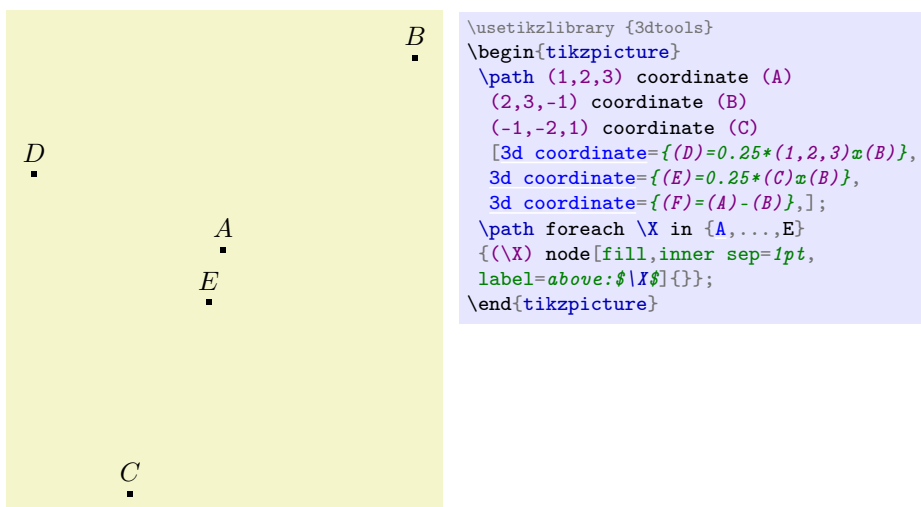 B
D
A
E
C
\usetikzlibrary {3dtools}
\begin{tikzpicture}
\path (1,2,3) coordinate (A)
(2,3,-1) coordinate (B)
(-1,-2,1) coordinate (C)
[3d coordinate={(D)=0.25*(1,2,3)x(B)},
3d coordinate={(E)=0.25*(C)x(B)},
3d coordinate={(F)=(A)-(B)},];
\path foreach \X in {A,...,E}
{(\X) node[fill,inner sep=1pt,
label=above:$\X$]{}};
\end{tikzpicture}